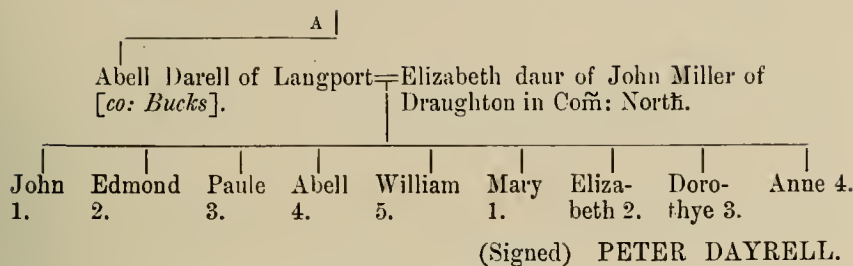 A
Abell Darell of Langport=Elizabeth daur of John Miller of
[co: Bucks]. Draughton in Com̃: Northt.
John Edmond Paule Abell William Mary Eliza- Doro- Anne 4.
1. 2. 3. 4. 5. 1. beth 2. thye 3.
(Signed) PETER DAYRELL.